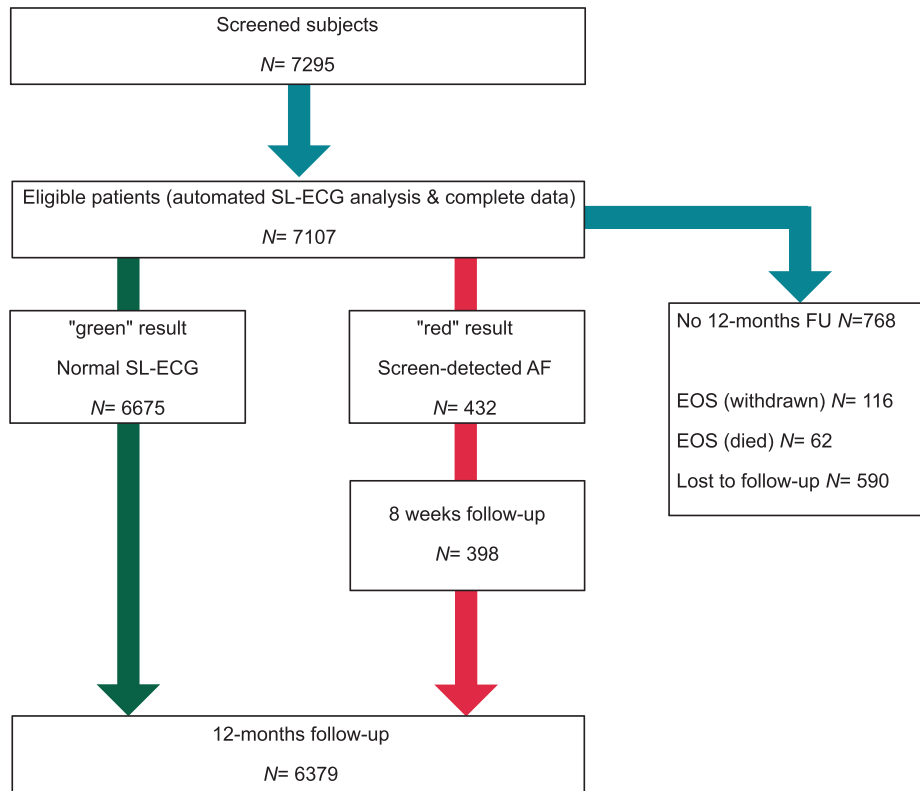 Screened subjects
N= 7295
Eligible patients (automated SL-ECG analysis & complete data)
N= 7107
"green" result
Normal SL-ECG
N= 6675
"red" result
Screen-detected AF
N= 432
No 12-months FU N=768
EOS (withdrawn) N= 116
EOS (died) N= 62
Lost to follow-up N= 590
8 weeks follow-up
N= 398
12-months follow-up
N= 6379